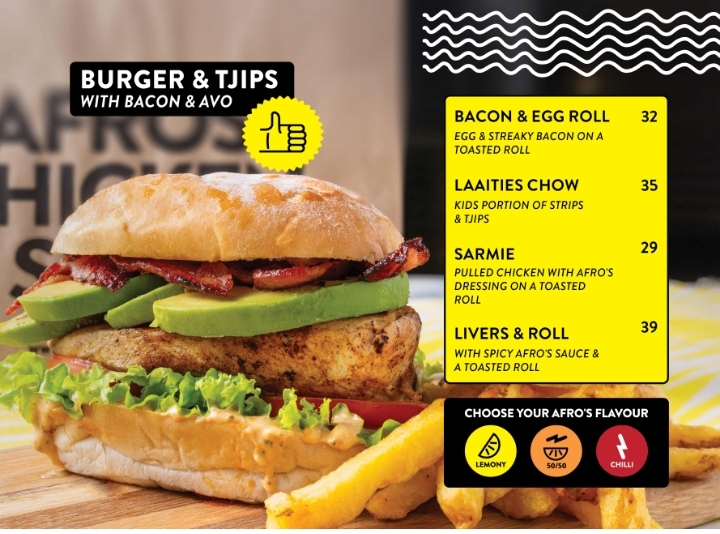 BURGER & TJIPS
WITH BACON & AVO
AFROS
BACON & EGG ROLL 32
EGG & STREAKY BACON ON A
TOASTED ROLL
LAAITIES CHOW 35
KIDS PORTION OF STRIPS
& TJIPS
SARMIE 29
PULLED CHICKEN WITH AFRO'S
DRESSING ON A TOASTED
ROLL
LIVERS & ROLL 39
WITH SPICY AFRO'S SAUCE &
A TOASTED ROLL
CHOOSE YOUR AFRO'S FLAVOUR
LEMONY
50/50
CHILLI